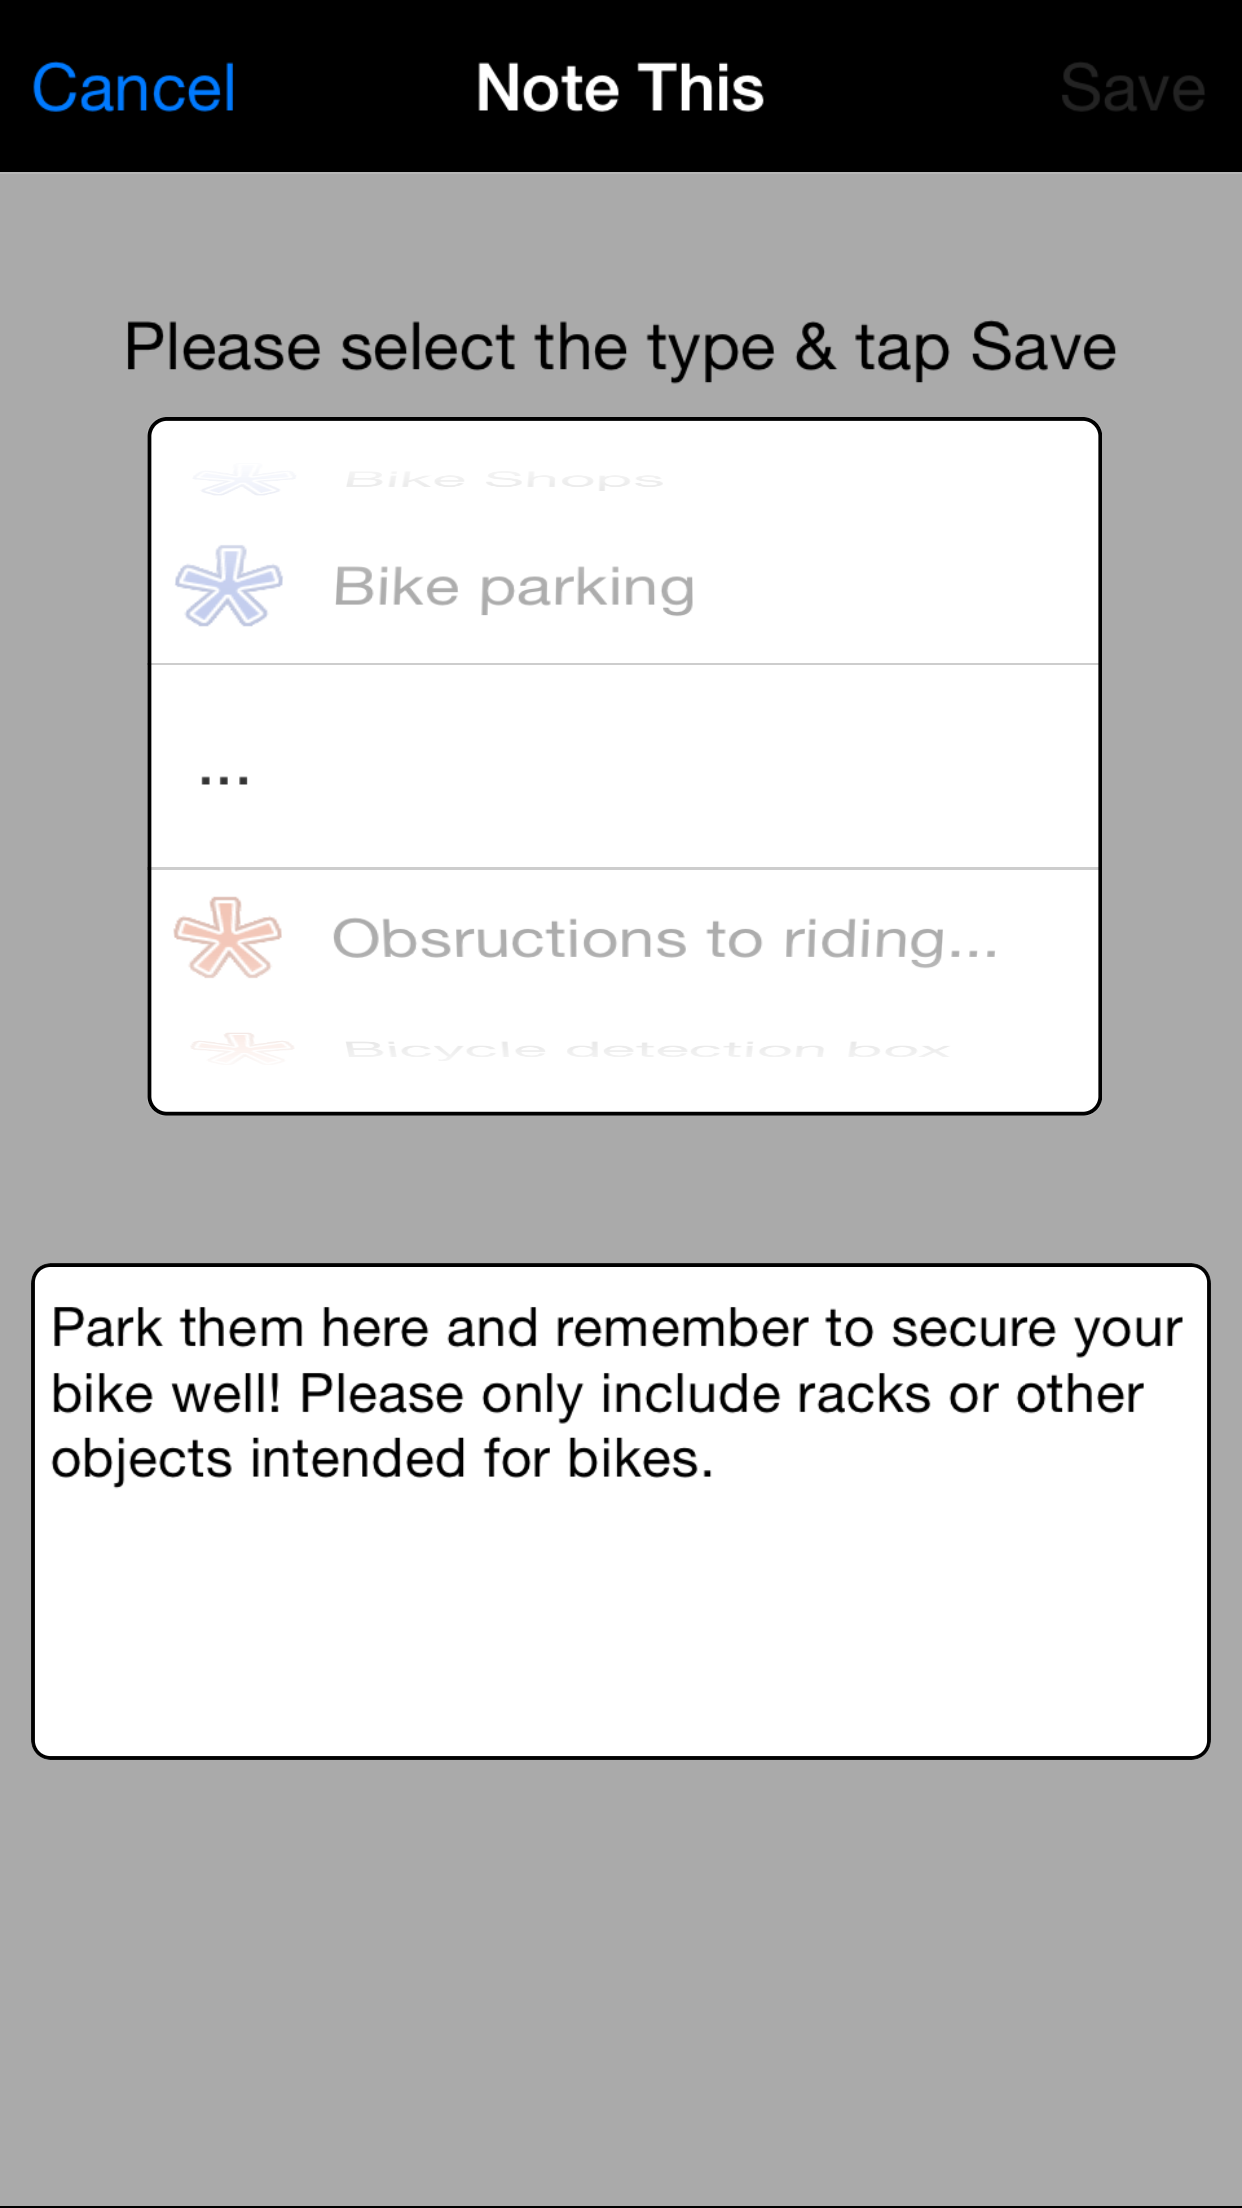 Cancel Note This Save
Please select the type & tap Save
Bike Shops
Bike parking
...
Obsructions to riding...
Bicycle detection box
Park them here and remember to secure your
bike well! Please only include racks or other
objects intended for bikes.